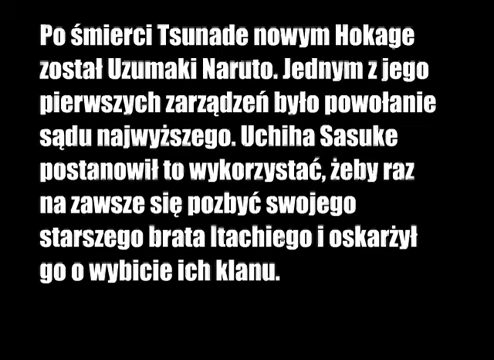 Po śmierci Tsunade nowym Hokage
został Uzumaki Naruto. Jednym z jego
pierwszych zarządzeń było powołanie
sądu najwyższego. Uchiha Sasuke
postanowił to wykorzystać, żeby raz
na zawsze się pozbyć swojego
starszego brata Itachiego i oskarżył
go o wybicie ich klanu.